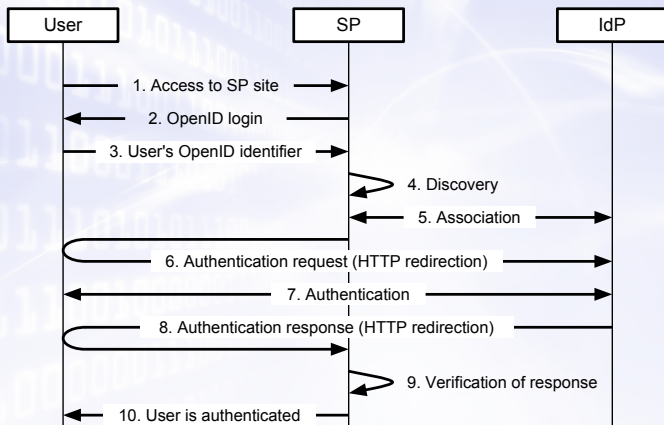 User
SP
IdP
1. Access to SP site
2. OpenID login
3. User's OpenID identifier
4. Discovery
5. Association
6. Authentication request (HTTP redirection)
7. Authentication
8. Authentication response (HTTP redirection)
9. Verification of response
10. User is authenticated